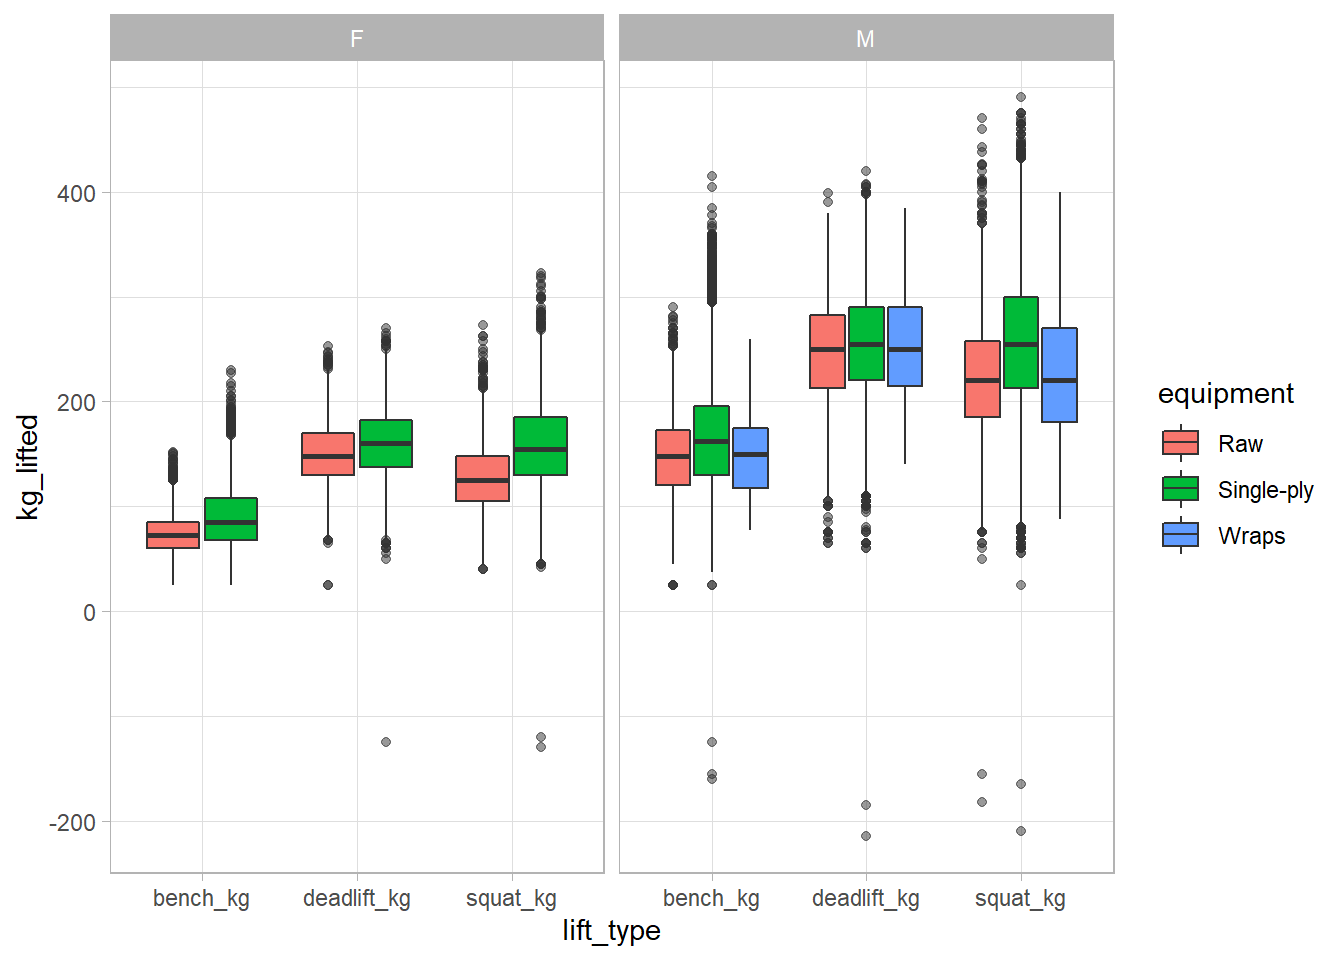 F
M
kg_lifted
400
200
0
-200
bench_kg
deadlift_kg
squat_kg
bench_kg
deadlift_kg
squat_kg
lift_type
equipment
Raw
Single-ply
Wraps